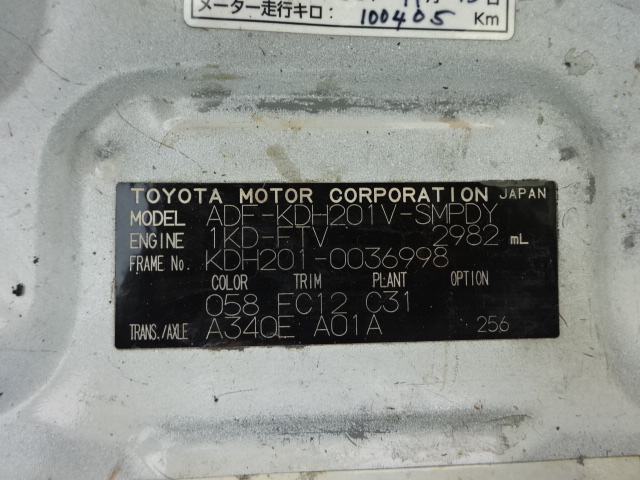 メーター走行キロ: 100405 Km
TOYOTA MOTOR CORPORATION JAPAN
MODEL ADF-KDH201V-SMPDY
ENGINE 1KD-FTV 2982 mL
FRAME No. KDH201-0036998
COLOR TRIM PLANT OPTION
058 FC12 C31
TRANS./AXLE A340E A01A 256